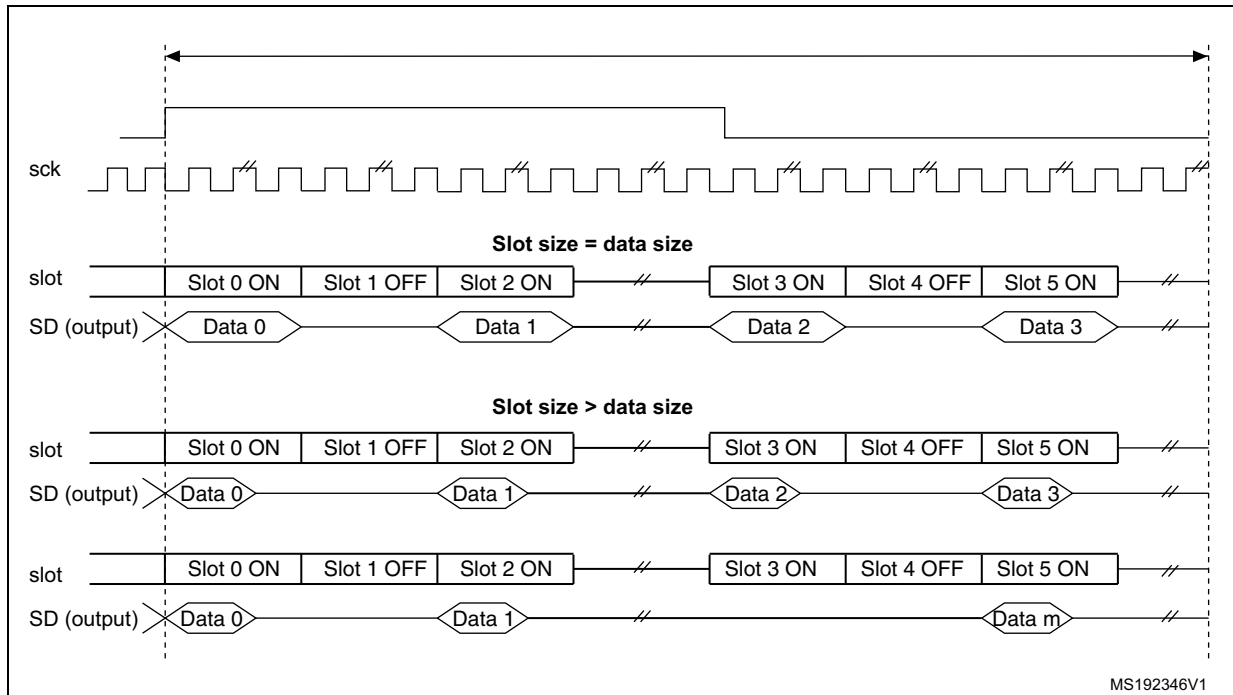 sck
Slot size = data size
slot Slot 0 ON Slot 1 OFF Slot 2 ON Slot 3 ON Slot 4 OFF Slot 5 ON
SD (output) Data 0 Data 1 Data 2 Data 3
Slot size > data size
slot Slot 0 ON Slot 1 OFF Slot 2 ON Slot 3 ON Slot 4 OFF Slot 5 ON
SD (output) Data 0 Data 1 Data 2 Data 3
slot Slot 0 ON Slot 1 OFF Slot 2 ON Slot 3 ON Slot 4 OFF Slot 5 ON
SD (output) Data 0 Data 1 Data m
MS192346V1